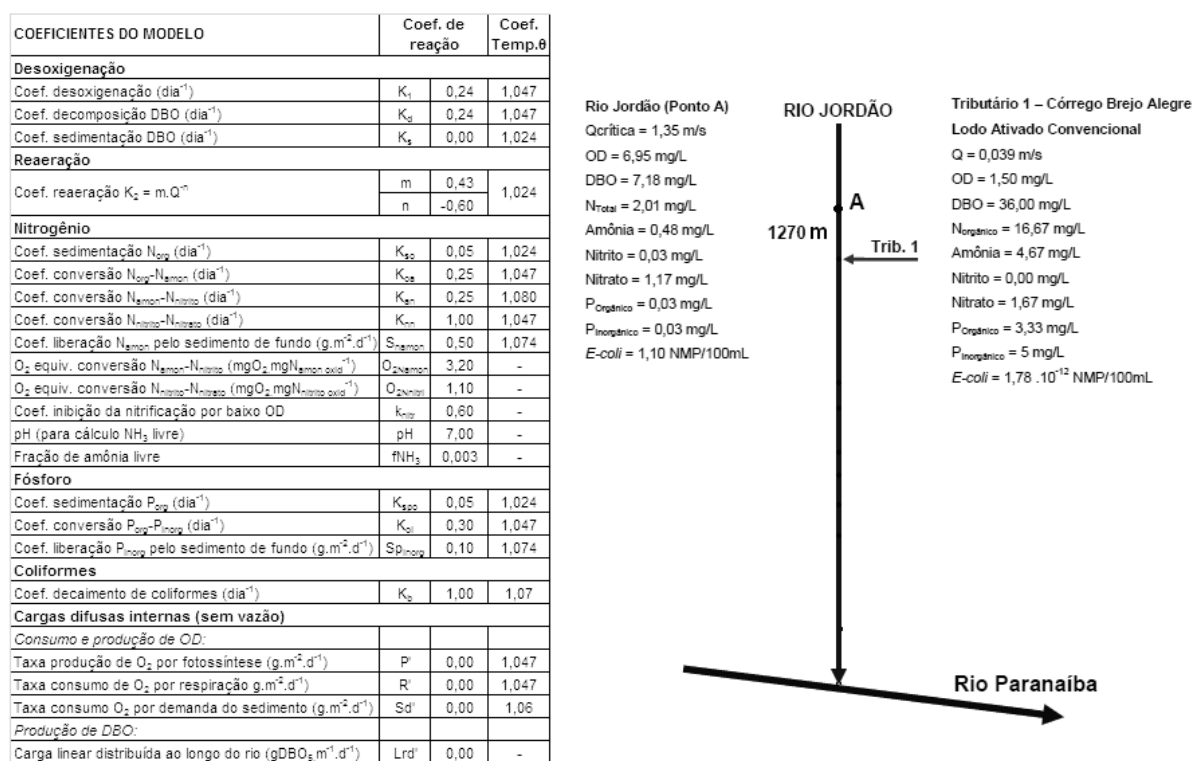 COEFICIENTES DO MODELO Coef. de reação Coef. Temp.θ
Desoxigenação
Coef. desoxigenação (dia⁻¹) K₁ 0,24 1,047
Coef. decomposição DBO (dia⁻¹) K_d 0,24 1,047
Coef. sedimentação DBO (dia⁻¹) K_s 0,00 1,024
Reaeração
Coef. reaeração K₂ = m.Q⁻ⁿ m 0,43 1,024
n -0,60
Nitrogênio
Coef. sedimentação N_org (dia⁻¹) K_so 0,05 1,024
Coef. conversão N_org-N_amon (dia⁻¹) K_oa 0,25 1,047
Coef. conversão N_amon-N_nitrito (dia⁻¹) K_an 0,25 1,080
Coef. conversão N_nitrito-N_nitrato (dia⁻¹) K_nn 1,00 1,047
Coef. liberação N_amon pelo sedimento de fundo (g.m⁻².d⁻¹) S_namon 0,50 1,074
O₂ equiv. conversão N_amon-N_nitrito (mgO₂.mgN_amon oxid⁻¹) O_2Namon 3,20 -
O₂ equiv. conversão N_nitrito-N_nitrato (mgO₂.mgN_nitrito oxid⁻¹) O_2Nnitri 1,10 -
Coef. inibição da nitrificação por baixo OD k_nitr 0,60 -
pH (para cálculo NH₃ livre) pH 7,00 -
Fração de amônia livre fNH₃ 0,003 -
Fósforo
Coef. sedimentação P_org (dia⁻¹) K_spo 0,05 1,024
Coef. conversão P_org-P_inorg (dia⁻¹) K_oi 0,30 1,047
Coef. liberação P_inorg pelo sedimento de fundo (g.m⁻².d⁻¹) Sp_inorg 0,10 1,074
Coliformes
Coef. decaimento de coliformes (dia⁻¹) K_b 1,00 1,07
Cargas difusas internas (sem vazão)
Consumo e produção de OD:
Taxa produção de O₂ por fotossíntese (g.m⁻².d⁻¹) P' 0,00 1,047
Taxa consumo de O₂ por respiração g.m⁻².d⁻¹) R' 0,00 1,047
Taxa consumo O₂ por demanda do sedimento (g.m⁻².d⁻¹) Sd' 0,00 1,06
Produção de DBO:
Carga linear distribuída ao longo do rio (gDBO₅.m⁻¹.d⁻¹) Lrd' 0,00 -
Rio Jordão (Ponto A)
Qcrítica = 1,35 m/s
OD = 6,95 mg/L
DBO = 7,18 mg/L
N_Total = 2,01 mg/L
Amônia = 0,48 mg/L
Nitrito = 0,03 mg/L
Nitrato = 1,17 mg/L
P_Orgânico = 0,03 mg/L
P_Inorgânico = 0,03 mg/L
E-coli = 1,10 NMP/100mL
RIO JORDÃO
A
1270 m
Trib. 1
Tributário 1 – Córrego Brejo Alegre
Lodo Ativado Convencional
Q = 0,039 m/s
OD = 1,50 mg/L
DBO = 36,00 mg/L
N_orgânico = 16,67 mg/L
Amônia = 4,67 mg/L
Nitrito = 0,00 mg/L
Nitrato = 1,67 mg/L
P_Orgânico = 3,33 mg/L
P_Inorgânico = 5 mg/L
E-coli = 1,78 .10⁻¹² NMP/100mL
Rio Paranaíba